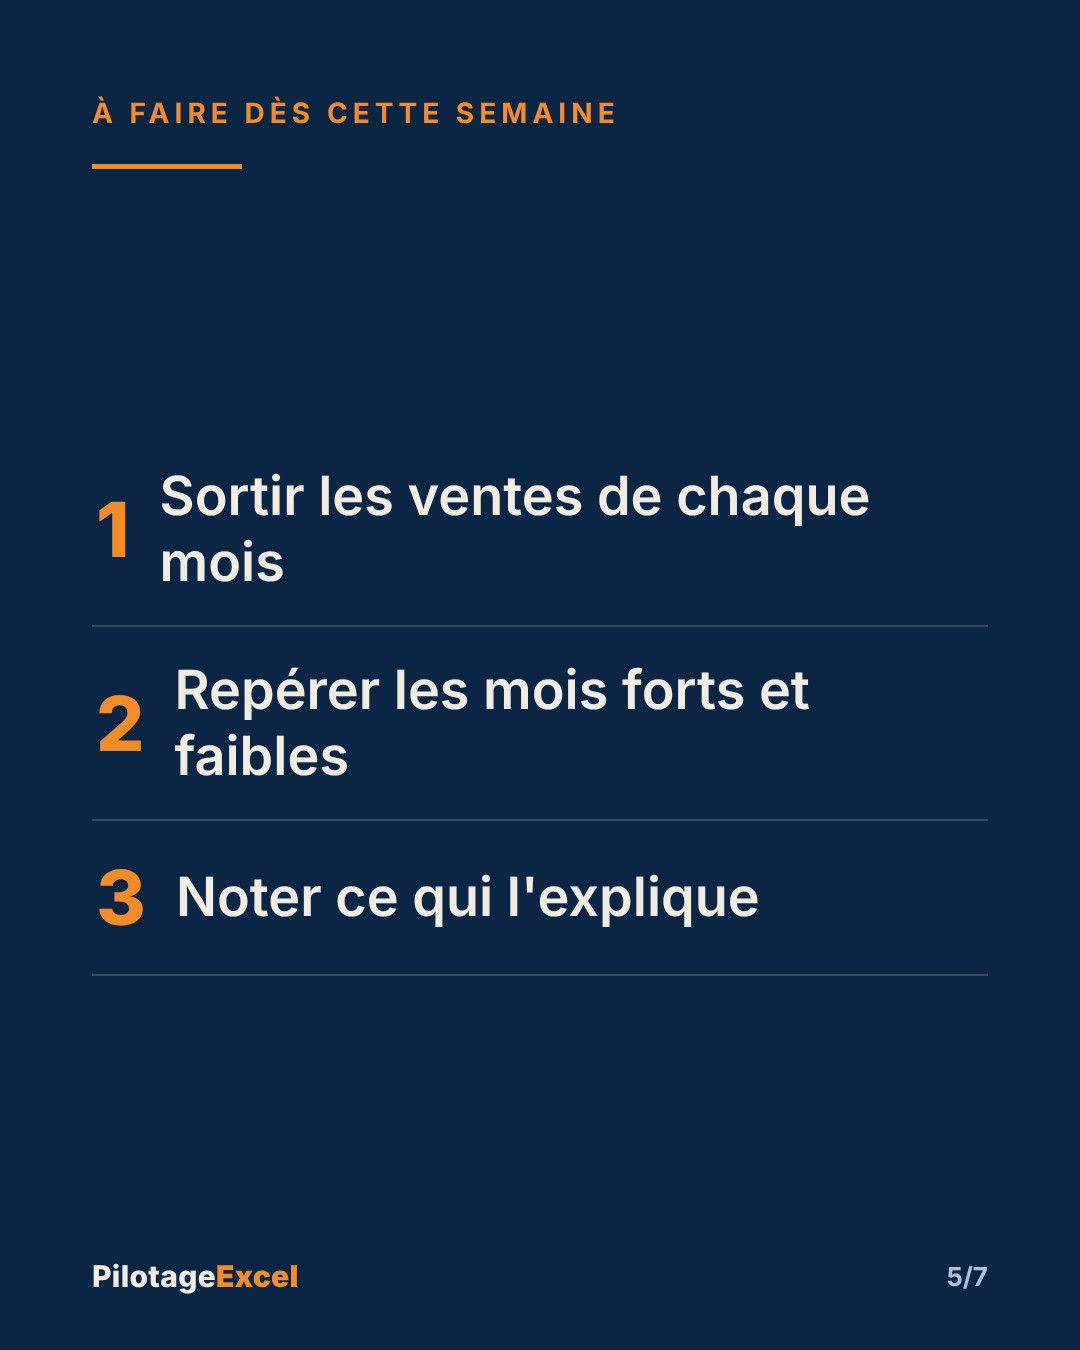 À FAIRE DÈS CETTE SEMAINE
1 Sortir les ventes de chaque
mois
2 Repérer les mois forts et
faibles
3 Noter ce qui l'explique
PilotageExcel
5/7